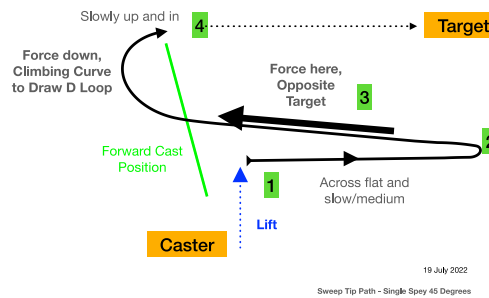 Slowly up and in
4
Target
Force down,
Climbing Curve
to Draw D Loop
Force here,
Opposite
Target
3
2
Forward Cast
Position
1
Across flat and
slow/medium
Lift
Caster
19 July 2022
Sweep Tip Path - Single Spey 45 Degrees